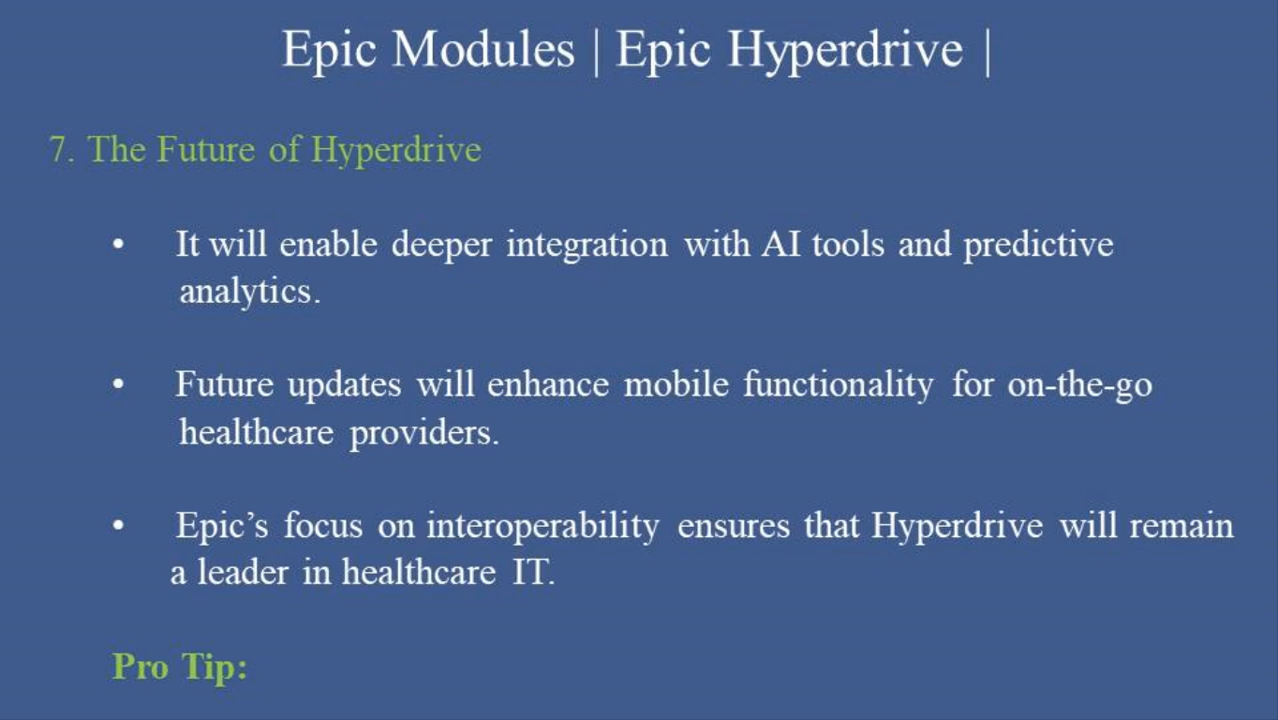 Epic Modules | Epic Hyperdrive |
7. The Future of Hyperdrive
• It will enable deeper integration with AI tools and predictive
analytics.
• Future updates will enhance mobile functionality for on-the-go
healthcare providers.
• Epic’s focus on interoperability ensures that Hyperdrive will remain
a leader in healthcare IT.
Pro Tip: